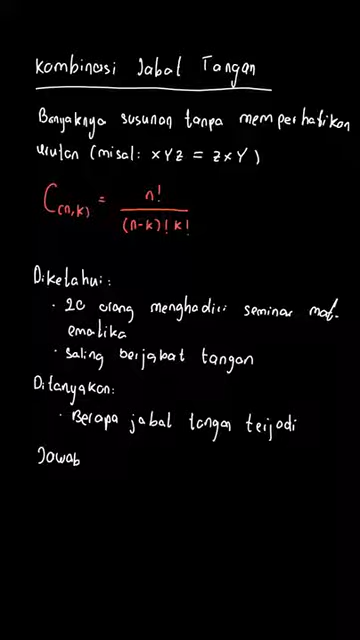 Kombinasi Jabat Tangan
Banyaknya susunan tanpa memperhatikan
urutan (misal: xYz = zxY)
C(n,k) = n! / (n-k)! k!
Diketahui:
• 20 orang menghadiri seminar mat-
ematika
• Saling berjabat tangan
Ditanyakan:
• Berapa jabat tangan terjadi
Jawab